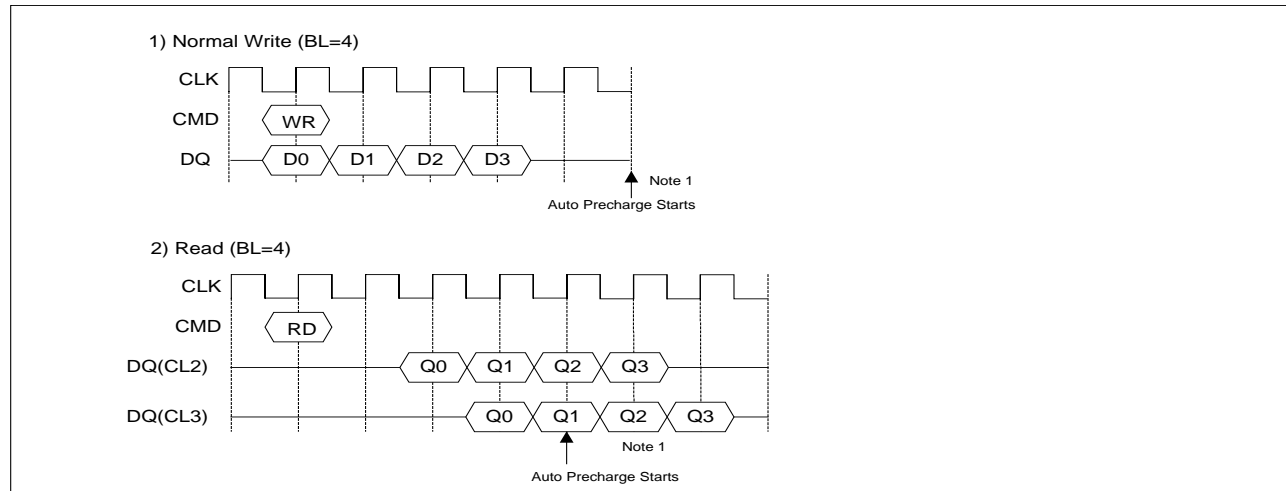 1) Normal Write (BL=4)
CLK
CMD WR
DQ D0 D1 D2 D3
Note 1
Auto Precharge Starts
2) Read (BL=4)
CLK
CMD RD
DQ(CL2) Q0 Q1 Q2 Q3
DQ(CL3) Q0 Q1 Q2 Q3
Note 1
Auto Precharge Starts